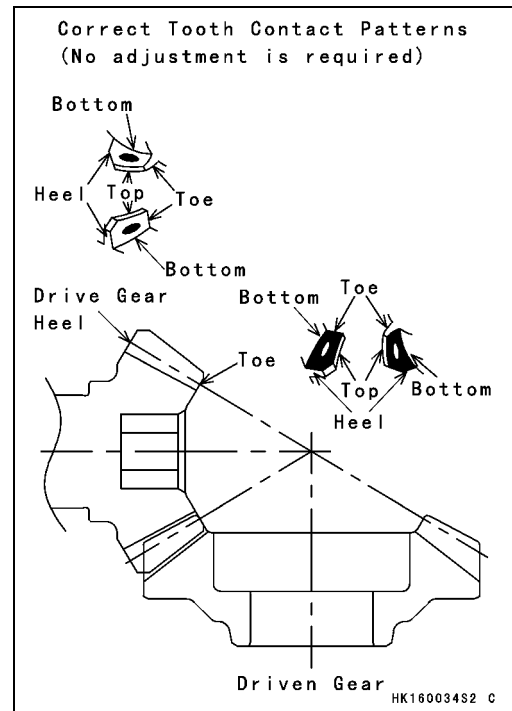 Correct Tooth Contact Patterns
(No adjustment is required)
Bottom
Heel
Top
Toe
Bottom
Drive Gear
Heel
Toe
Bottom
Toe
Top
Bottom
Heel
Driven Gear
HK160034S2 C